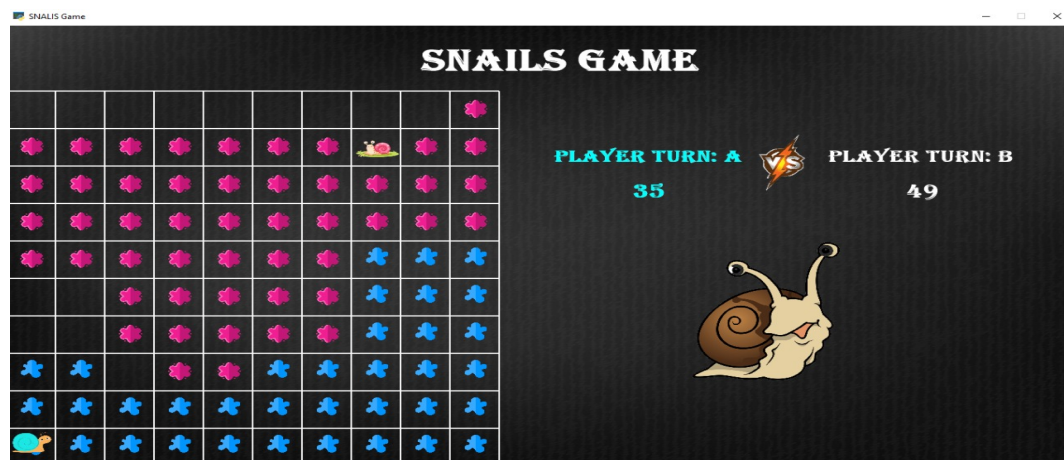 SNALIS Game
SNAILS GAME
PLAYER TURN: A
VS
PLAYER TURN: B
35
49